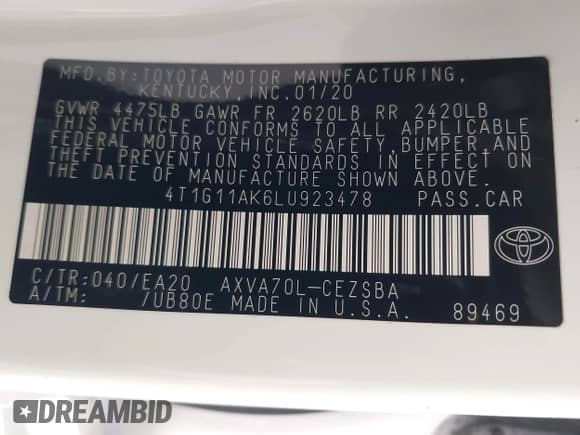 MFD.BY:TOYOTA MOTOR MANUFACTURING,
KENTUCKY,INC.01/20
GVWR 4475LB GAWR FR 2620LB RR 2420LB
THIS VEHICLE CONFORMS TO ALL APPLICABLE
FEDERAL MOTOR VEHICLE SAFETY,BUMPER,AND
THEFT PREVENTION STANDARDS IN EFFECT ON
THE DATE OF MANUFACTURE SHOWN ABOVE.
4T1G11AK6LU923478 PASS.CAR
C/TR:040/EA20 AXVA70L-CEZSBA
A/TM: /UB80E MADE IN U.S.A. 89469
DREAMBID